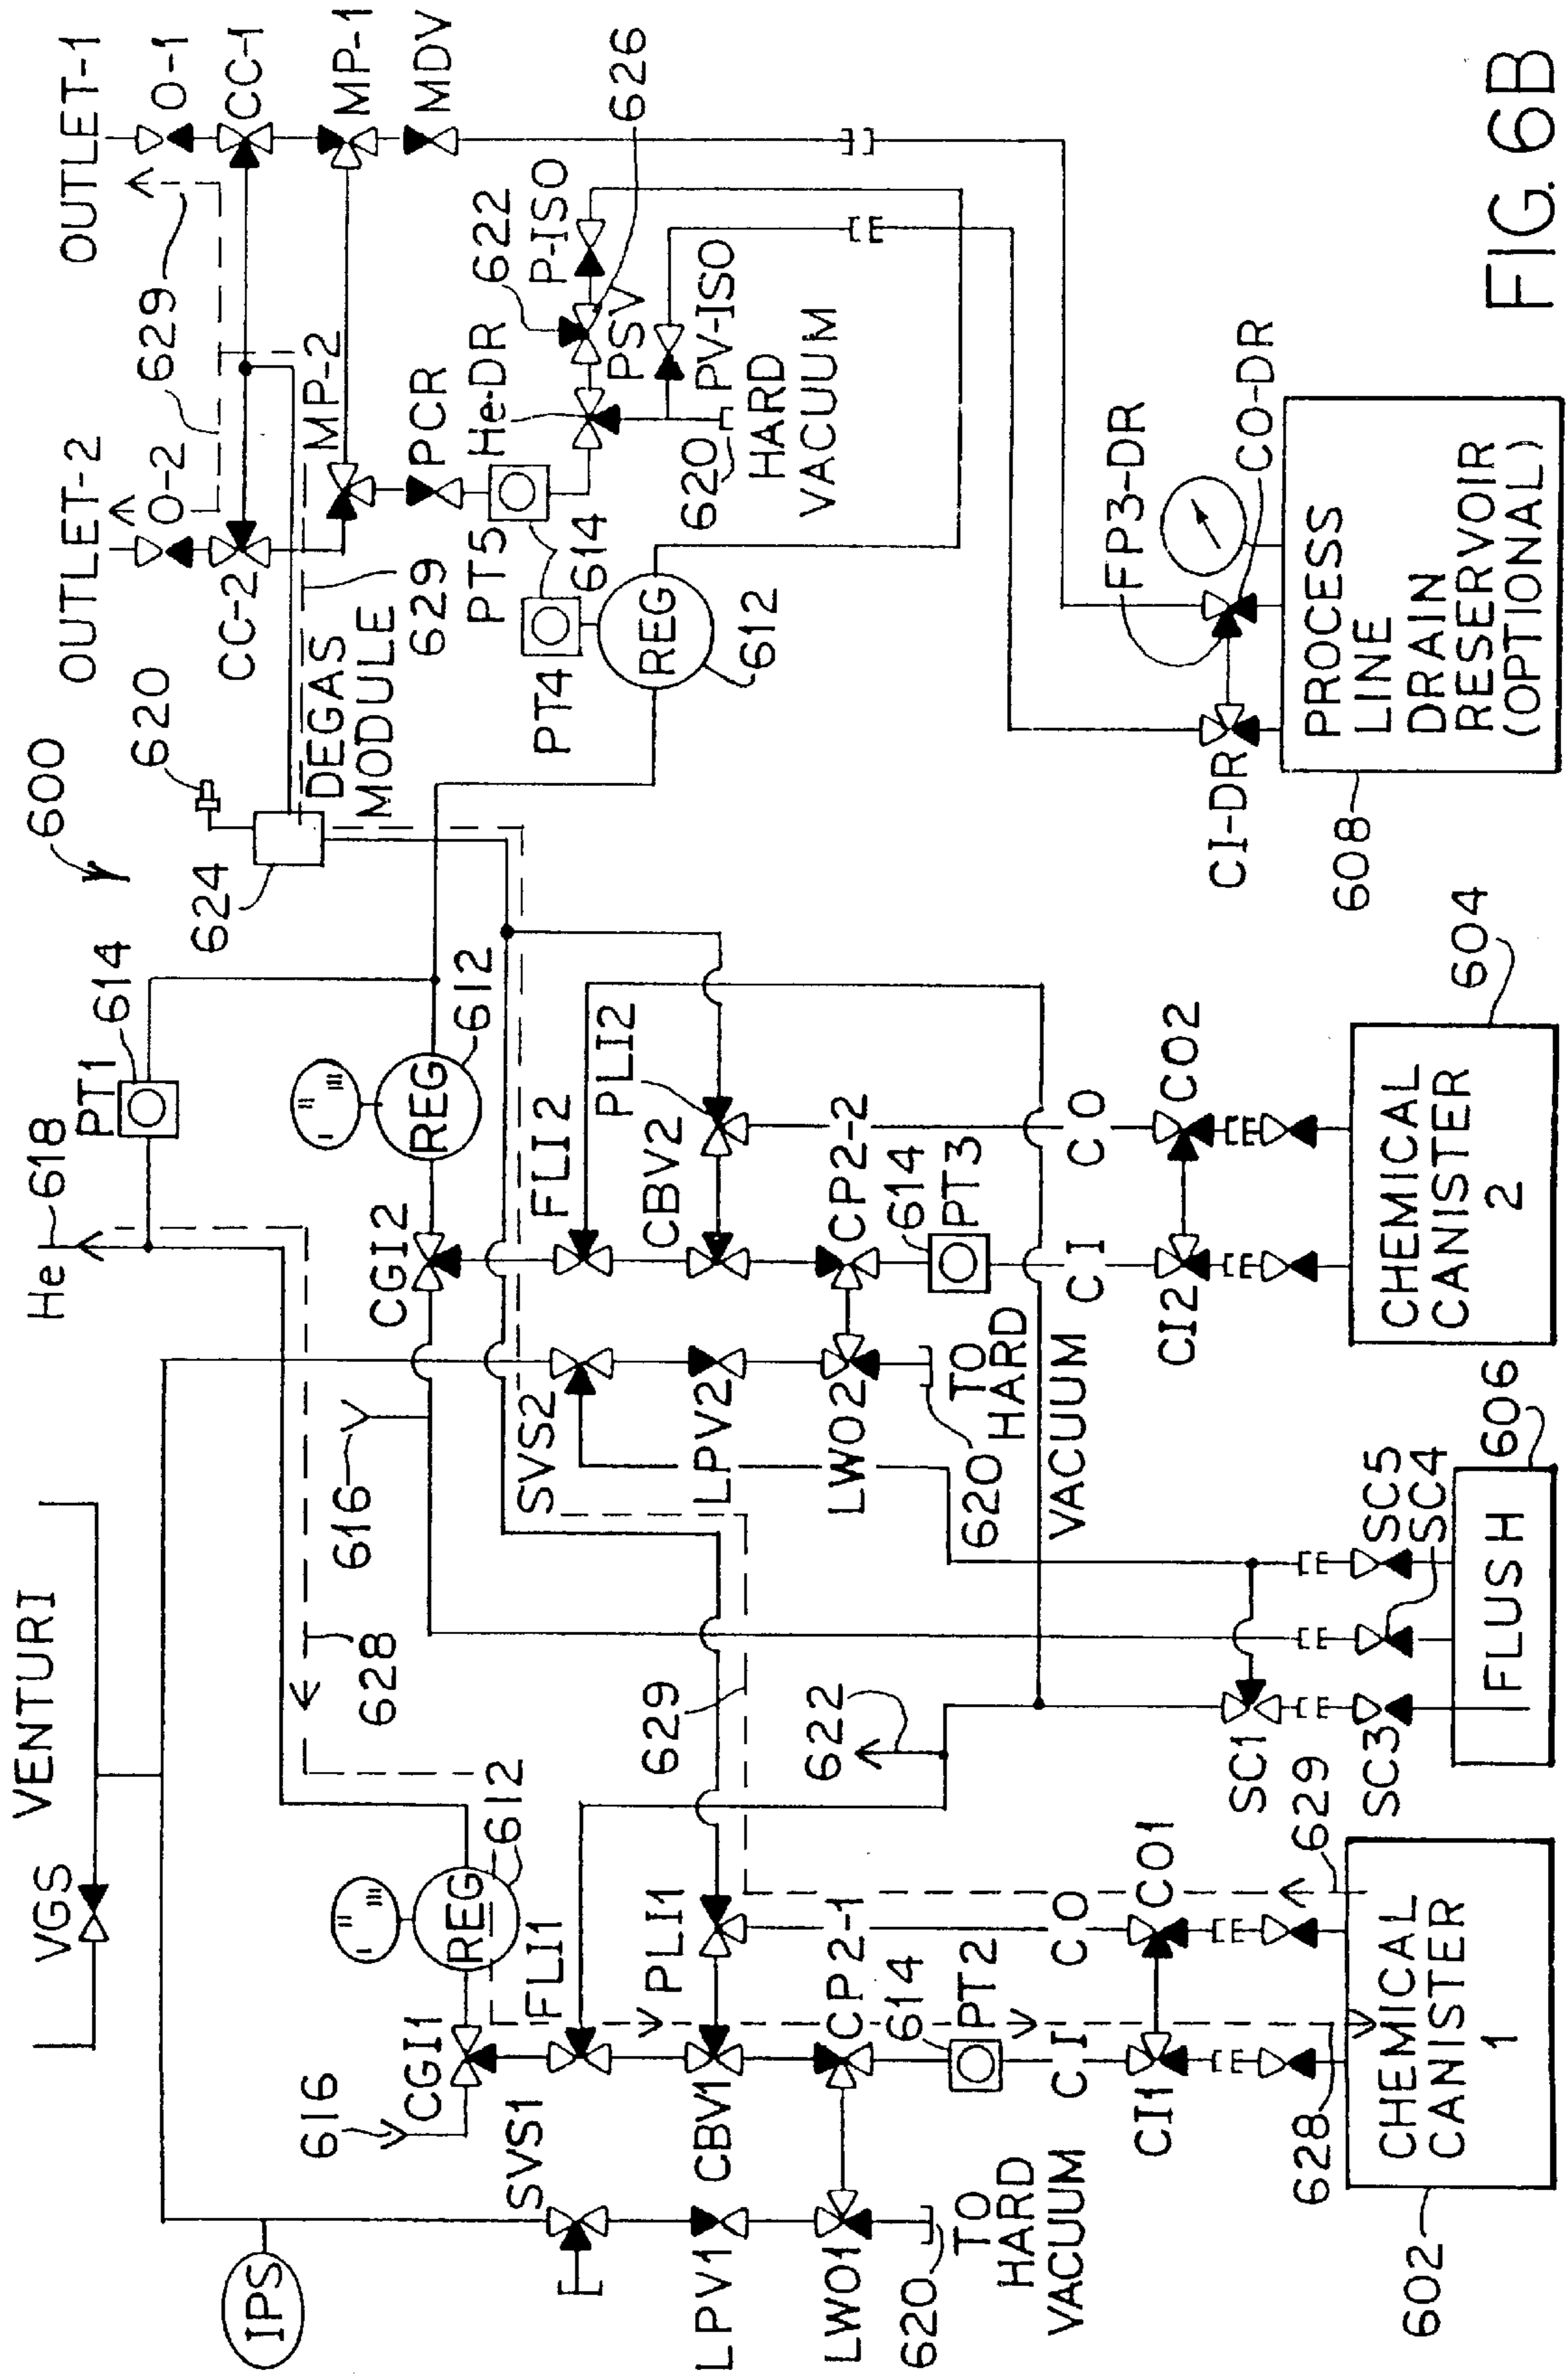 600
OUTLET-2
OUTLET-1
O-2
629
O-1
CC-2
CC-1
620
624
DEGAS
MODULE
629
MP-2
MP-1
PCR
MDV
PT5
614
PT4
REG
612
He-DR
622
P-ISO
626
PSV
PV-ISO
620
HARD
VACUUM
FP3-DR
CO-DR
CI-DR
608
PROCESS
LINE
DRAIN
RESERVOIR
(OPTIONAL)
FIG. 6B
VENTURI
VGS
He
618
PT1
614
628
616
REG
612
CGI2
FLI2
PLI2
CBV2
SVS2
LPV2
LWO2
CP2-2
614
PT3
620
TO
HARD
VACUUM
CI
CO
CI2
CO2
604
CHEMICAL
CANISTER
2
IPS
616
CGI1
REG
612
FLI1
SVS1
PLI1
629
622
LPV1
CBV1
CP2-1
LWO1
614
PT2
620
TO
HARD
VACUUM
CI
CO
CI1
CO1
628
629
602
CHEMICAL
CANISTER
1
SC1
SC3
SC5
SC4
606
FLUSH